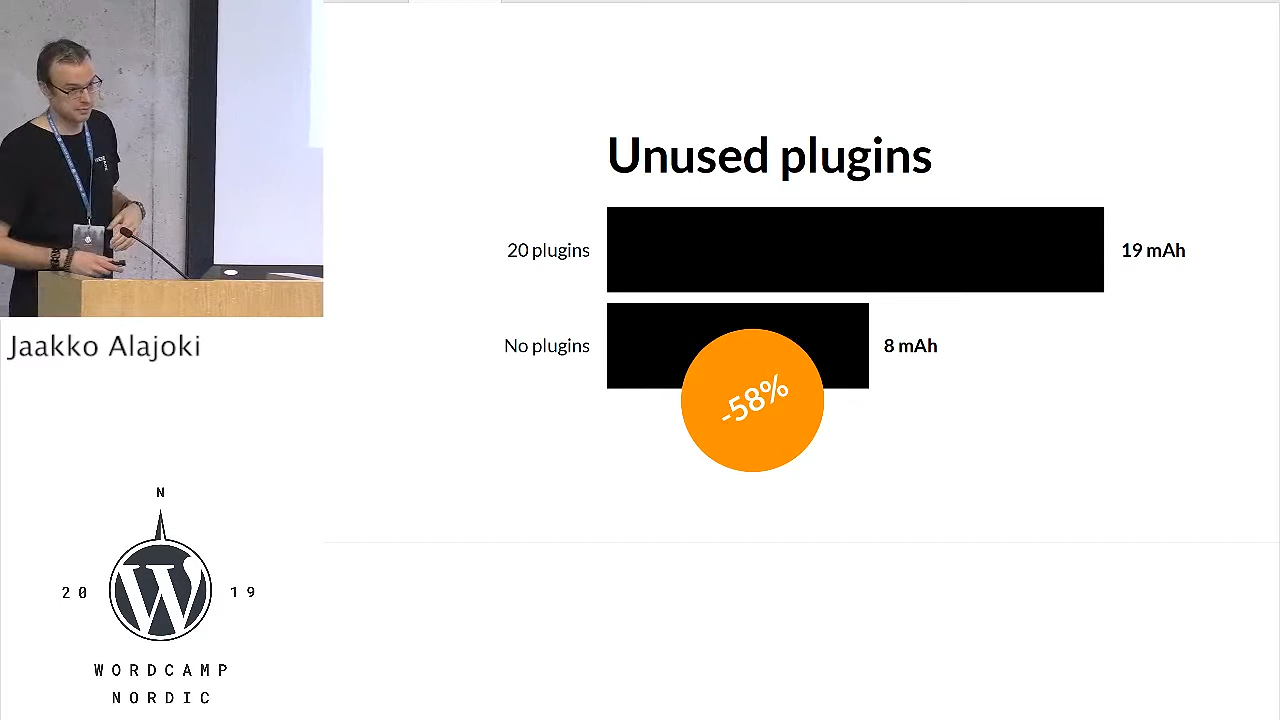 Unused plugins
20 plugins
19 mAh
No plugins
8 mAh
-58%
Jaakko Alajoki
N
20 19
WORDCAMP
NORDIC